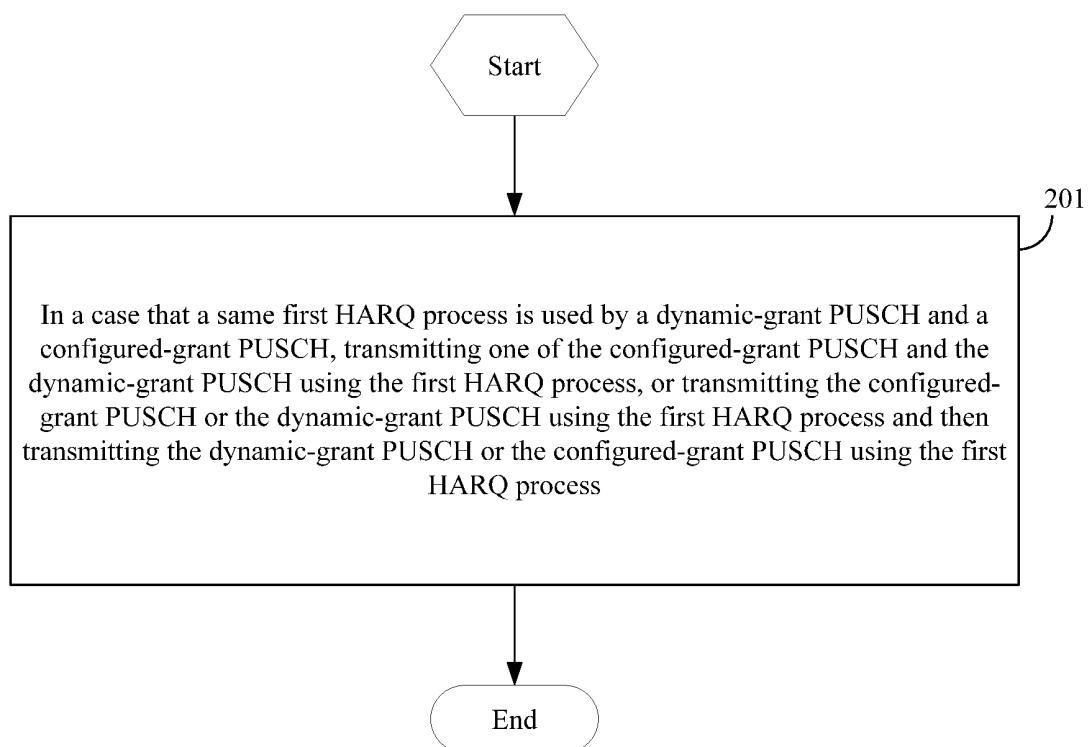 Start
201
In a case that a same first HARQ process is used by a dynamic-grant PUSCH and a
configured-grant PUSCH, transmitting one of the configured-grant PUSCH and the
dynamic-grant PUSCH using the first HARQ process, or transmitting the configured-
grant PUSCH or the dynamic-grant PUSCH using the first HARQ process and then
transmitting the dynamic-grant PUSCH or the configured-grant PUSCH using the first
HARQ process
End